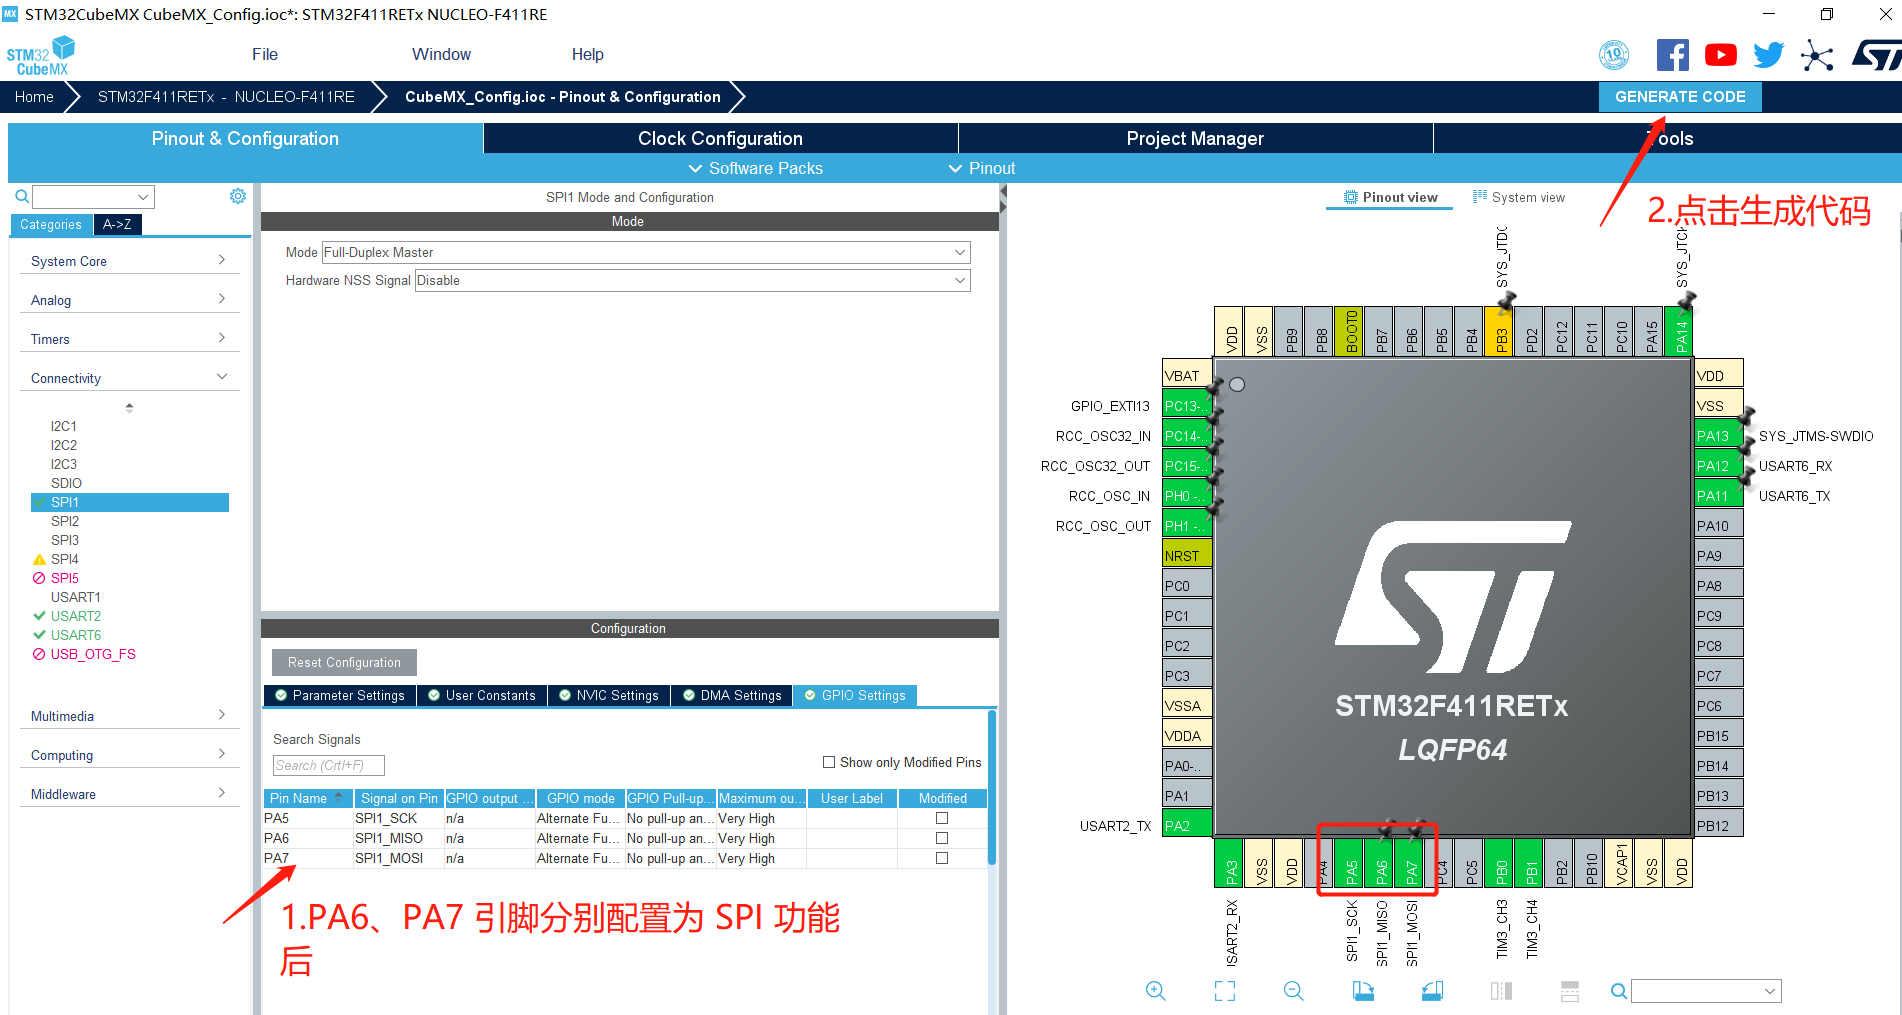 STM32CubeMX CubeMX_Config.ioc*: STM32F411RETx NUCLEO-F411RE
STM32 CubeMX
File Window Help
Home STM32F411RETx - NUCLEO-F411RE CubeMX_Config.ioc - Pinout & Configuration GENERATE CODE
Pinout & Configuration Clock Configuration Project Manager Tools
Software Packs Pinout
Categories A->Z
System Core
Analog
Timers
Connectivity
I2C1
I2C2
I2C3
SDIO
SPI1
SPI2
SPI3
SPI4
SPI5
USART1
USART2
USART6
USB_OTG_FS
Multimedia
Computing
Middleware
SPI1 Mode and Configuration
Mode
Mode Full-Duplex Master
Hardware NSS Signal Disable
Configuration
Reset Configuration
Parameter Settings User Constants NVIC Settings DMA Settings GPIO Settings
Search Signals
Search (Crtl+F)
Show only Modified Pins
Pin Name Signal on Pin GPIO output ... GPIO mode GPIO Pull-up... Maximum ou... User Label Modified
PA5 SPI1_SCK n/a Alternate Fu... No pull-up an... Very High
PA6 SPI1_MISO n/a Alternate Fu... No pull-up an... Very High
PA7 SPI1_MOSI n/a Alternate Fu... No pull-up an... Very High
1.PA6、PA7 引脚分别配置为 SPI 功能
后
Pinout view System view
2.点击生成代码
SYS_JTDO
SYS_JTCK
VDD VSS PB9 PB8 BOOT0 PB7 PB6 PB5 PB4 PB3 PD2 PC12 PC11 PC10 PA15 PA14
VBAT
GPIO_EXTI13 PC13-..
RCC_OSC32_IN PC14-..
RCC_OSC32_OUT PC15-..
RCC_OSC_IN PH0 -..
RCC_OSC_OUT PH1 -..
NRST
PC0
PC1
PC2
PC3
VSSA
VDDA
PA0-..
PA1
USART2_TX PA2
ST
STM32F411RETx
LQFP64
VDD
VSS
PA13 SYS_JTMS-SWDIO
PA12 USART6_RX
PA11 USART6_TX
PA10
PA9
PA8
PC9
PC8
PC7
PC6
PB15
PB14
PB13
PB12
PA3 VSS VDD PA4 PA5 PA6 PA7 PC4 PC5 PB0 PB1 PB2 PB10 VCAP1 VSS VDD
USART2_RX SPI1_SCK SPI1_MISO SPI1_MOSI TIM3_CH3 TIM3_CH4